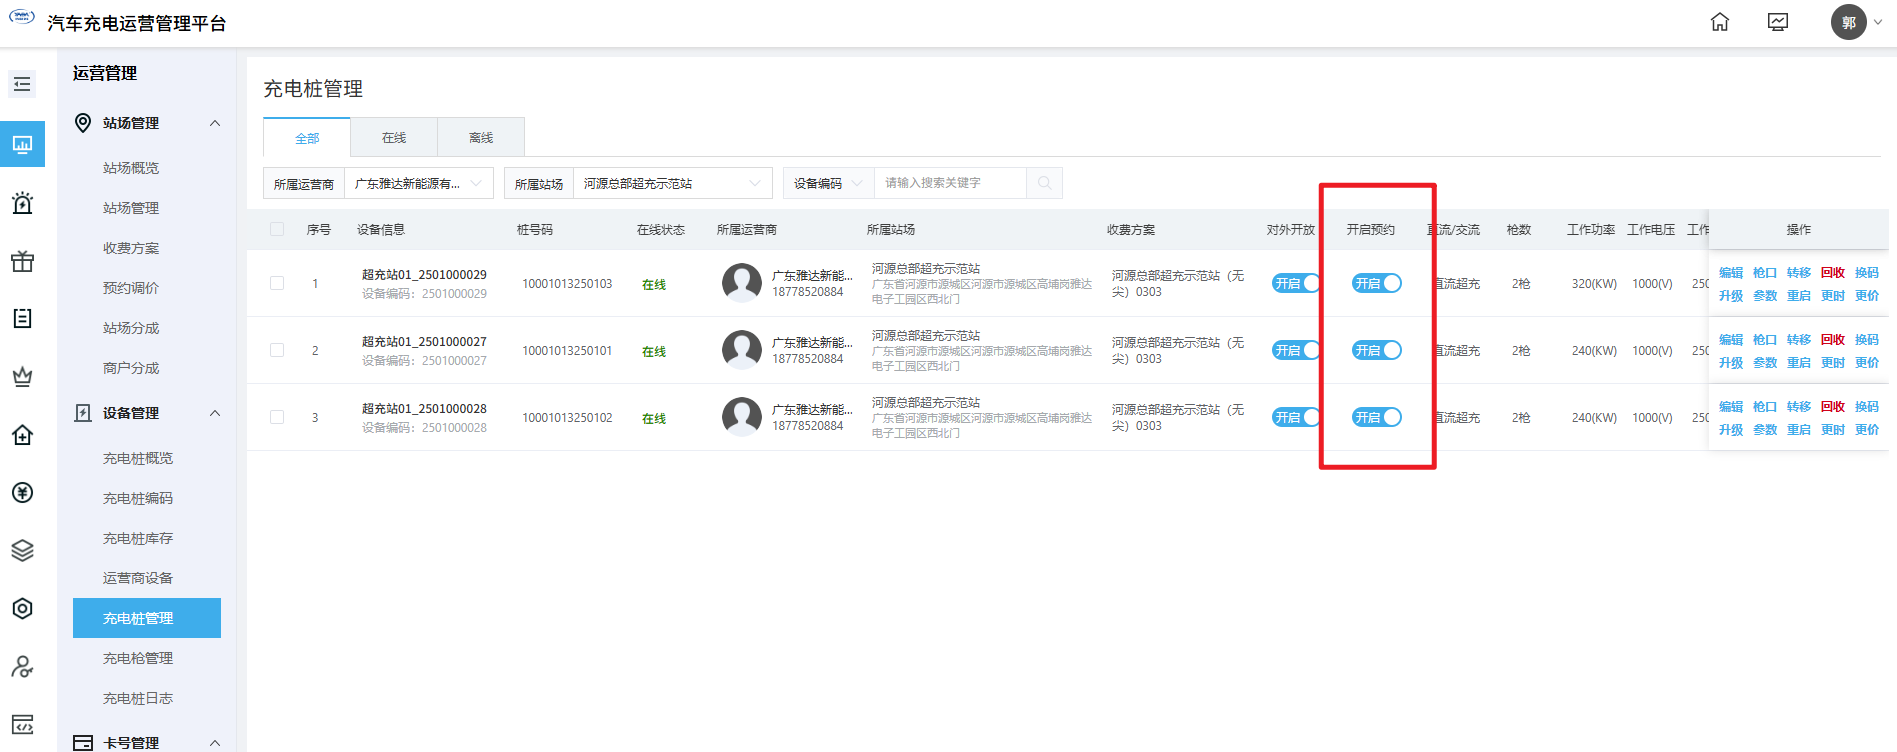 汽车充电运营管理平台
郭
运营管理
站场管理
站场概览
站场管理
收费方案
预约调价
站场分成
商户分成
设备管理
充电桩概览
充电桩编码
充电桩库存
运营商设备
充电桩管理
充电枪管理
充电桩日志
卡号管理
充电桩管理
全部 在线 离线
所属运营商 广东雅达新能源有... 所属站场 河源总部超充示范站 设备编码 请输入搜索关键字
序号 设备信息 桩号码 在线状态 所属运营商 所属站场 收费方案 对外开放 开启预约 直流/交流 枪数 工作功率 工作电压 工作 操作
1
超充站01_2501000029
设备编码：2501000029
10001013250103
在线
广东雅达新能...
18778520884
河源总部超充示范站
广东省河源市源城区河源市源城区高埔岗雅达
电子工园区西北门
河源总部超充示范站（无
尖）0303
开启
开启
直流超充
2枪
320(KW)
1000(V)
250
编辑 枪口 转移 回收 换码
升级 参数 重启 更时 更价
2
超充站01_2501000027
设备编码：2501000027
10001013250101
在线
广东雅达新能...
18778520884
河源总部超充示范站
广东省河源市源城区河源市源城区高埔岗雅达
电子工园区西北门
河源总部超充示范站（无
尖）0303
开启
开启
直流超充
2枪
240(KW)
1000(V)
250
编辑 枪口 转移 回收 换码
升级 参数 重启 更时 更价
3
超充站01_2501000028
设备编码：2501000028
10001013250102
在线
广东雅达新能...
18778520884
河源总部超充示范站
广东省河源市源城区河源市源城区高埔岗雅达
电子工园区西北门
河源总部超充示范站（无
尖）0303
开启
开启
直流超充
2枪
240(KW)
1000(V)
250
编辑 枪口 转移 回收 换码
升级 参数 重启 更时 更价